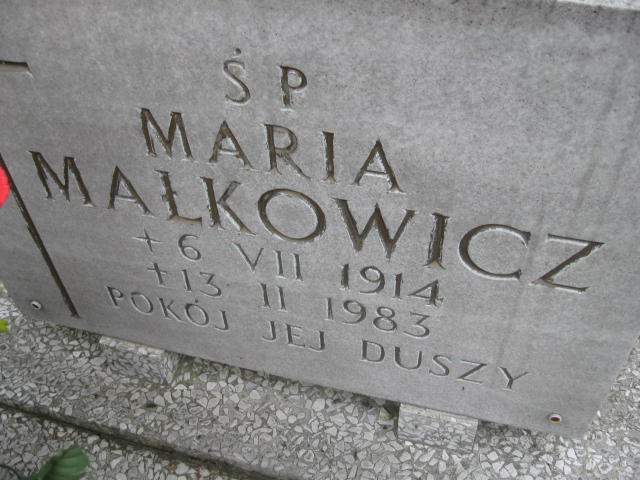 ŚP
MARIA
MAŁKOWICZ
+ 6 VII 1914
+ 13 II 1983
POKÓJ JEJ DUSZY